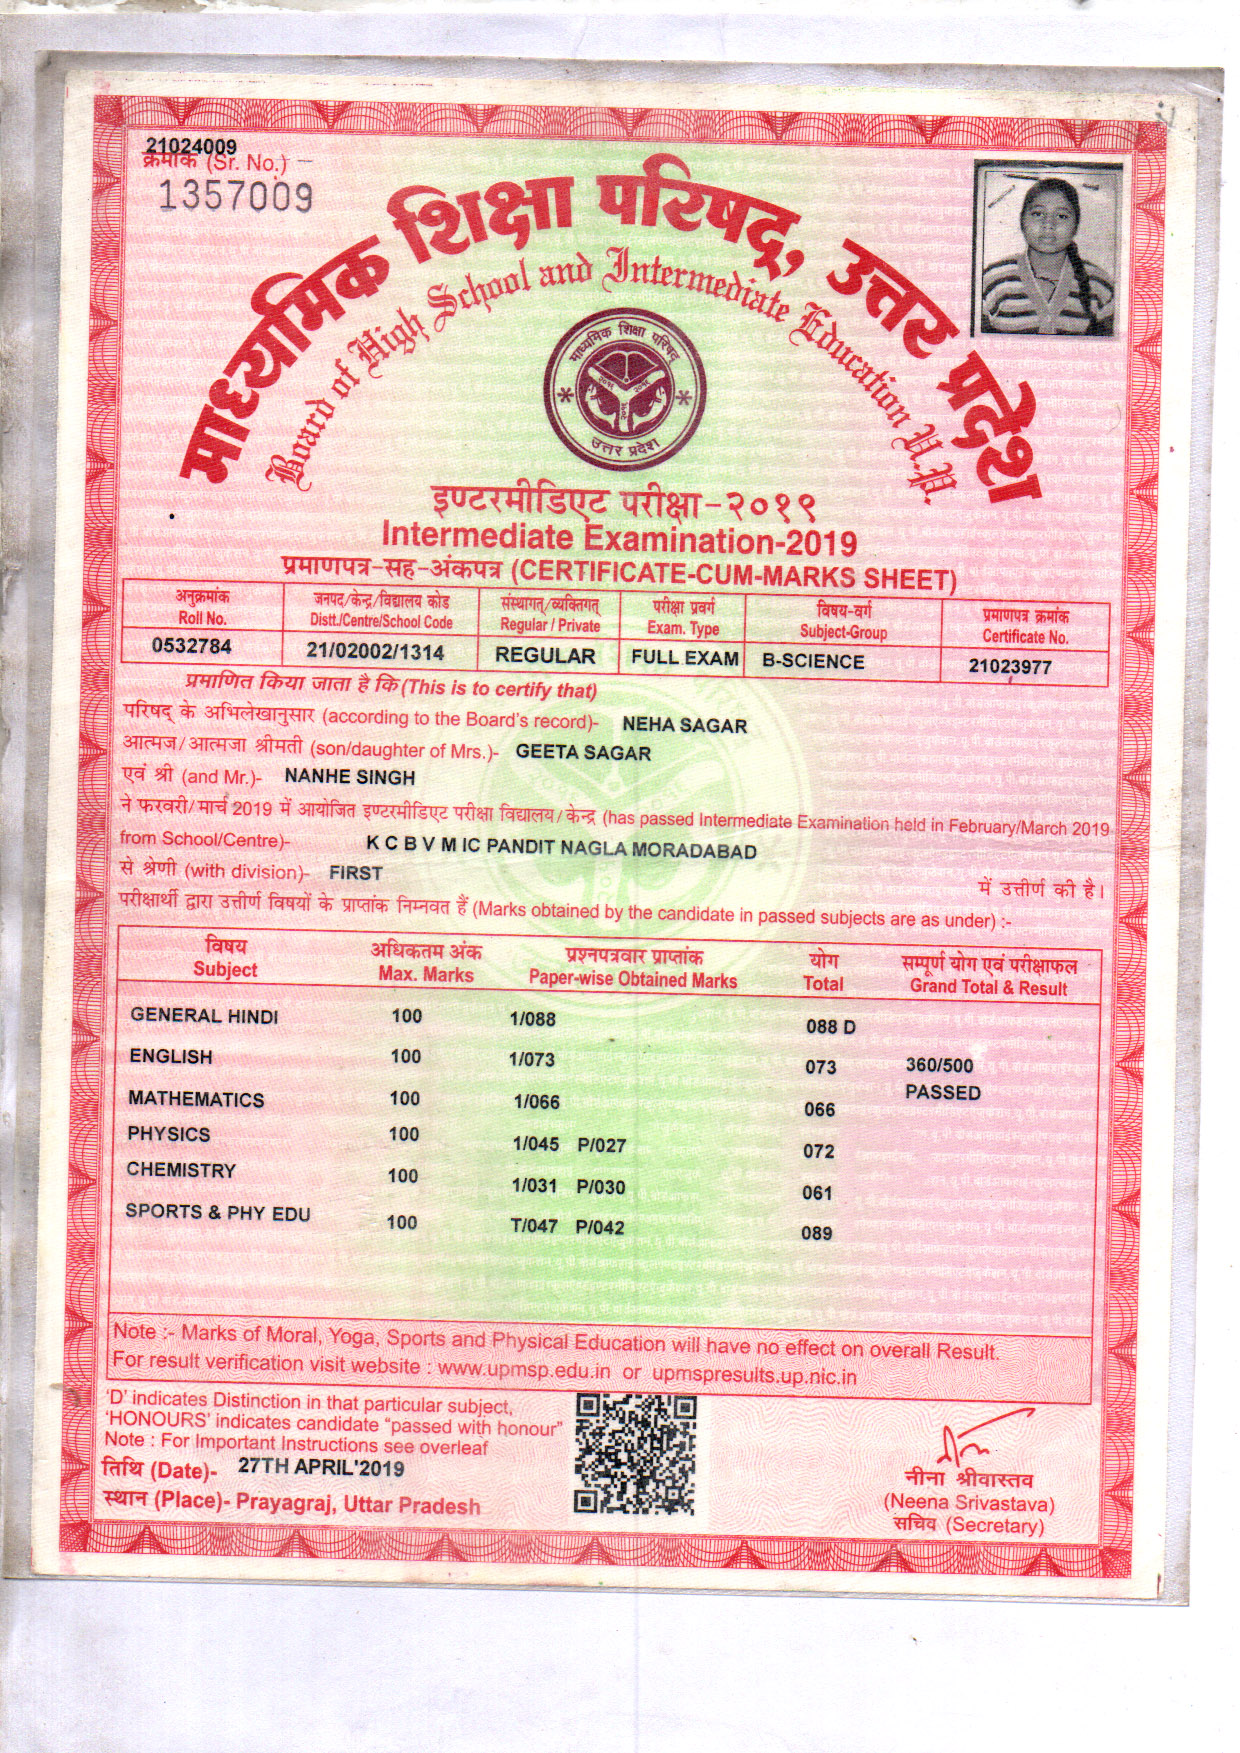 21024009
क्रमांक (Sr. No.) –
1357009
माध्यमिक शिक्षा परिषद्, उत्तर प्रदेश
Board of High School and Intermediate Education U.P.
माध्यमिक शिक्षा परिषद्
उत्तर प्रदेश
इण्टरमीडिएट परीक्षा-२०१९
Intermediate Examination-2019
प्रमाणपत्र-सह-अंकपत्र (CERTIFICATE-CUM-MARKS SHEET)
अनुक्रमांक जनपद/केन्द्र/विद्यालय कोड संस्थागत्/व्यक्तिगत् परीक्षा प्रवर्ग विषय-वर्ग प्रमाणपत्र क्रमांक
Roll No. Distt./Centre/School Code Regular / Private Exam. Type Subject-Group Certificate No.
0532784 21/02002/1314 REGULAR FULL EXAM B-SCIENCE 21023977
प्रमाणित किया जाता है कि (This is to certify that)
परिषद् के अभिलेखानुसार (according to the Board's record)- NEHA SAGAR
आत्मज/आत्मजा श्रीमती (son/daughter of Mrs.)- GEETA SAGAR
एवं श्री (and Mr.)- NANHE SINGH
ने फरवरी/मार्च 2019 में आयोजित इण्टरमीडिएट परीक्षा विद्यालय/केन्द्र (has passed Intermediate Examination held in February/March 2019
from School/Centre)- K C B V M IC PANDIT NAGLA MORADABAD
से श्रेणी (with division)- FIRST में उत्तीर्ण की है।
परीक्षार्थी द्वारा उत्तीर्ण विषयों के प्राप्तांक निम्नवत हैं (Marks obtained by the candidate in passed subjects are as under) :-
विषय अधिकतम अंक प्रश्नपत्रवार प्राप्तांक योग सम्पूर्ण योग एवं परीक्षाफल
Subject Max. Marks Paper-wise Obtained Marks Total Grand Total & Result
GENERAL HINDI 100 1/088 088 D
ENGLISH 100 1/073 073 360/500
PASSED
MATHEMATICS 100 1/066 066
PHYSICS 100 1/045 P/027 072
CHEMISTRY 100 1/031 P/030 061
SPORTS & PHY EDU 100 T/047 P/042 089
Note :- Marks of Moral, Yoga, Sports and Physical Education will have no effect on overall Result.
For result verification visit website : www.upmsp.edu.in or upmspresults.up.nic.in
'D' indicates Distinction in that particular subject,
'HONOURS' indicates candidate "passed with honour"
Note : For Important Instructions see overleaf
तिथि (Date)- 27TH APRIL'2019
स्थान (Place)- Prayagraj, Uttar Pradesh
नीना श्रीवास्तव
(Neena Srivastava)
सचिव (Secretary)